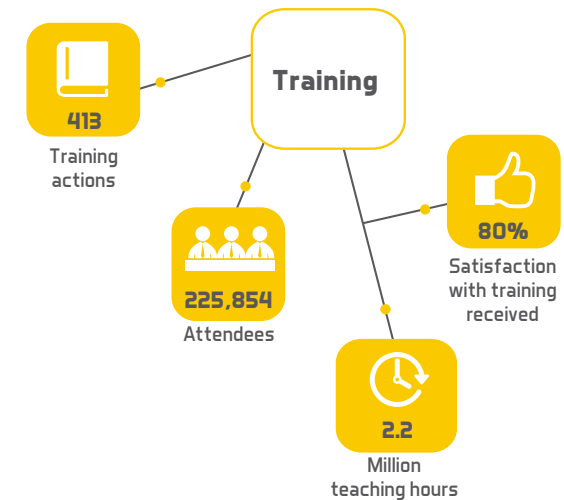 Training
413
Training
actions
225,854
Attendees
80%
Satisfaction
with training
received
2.2
Million
teaching hours